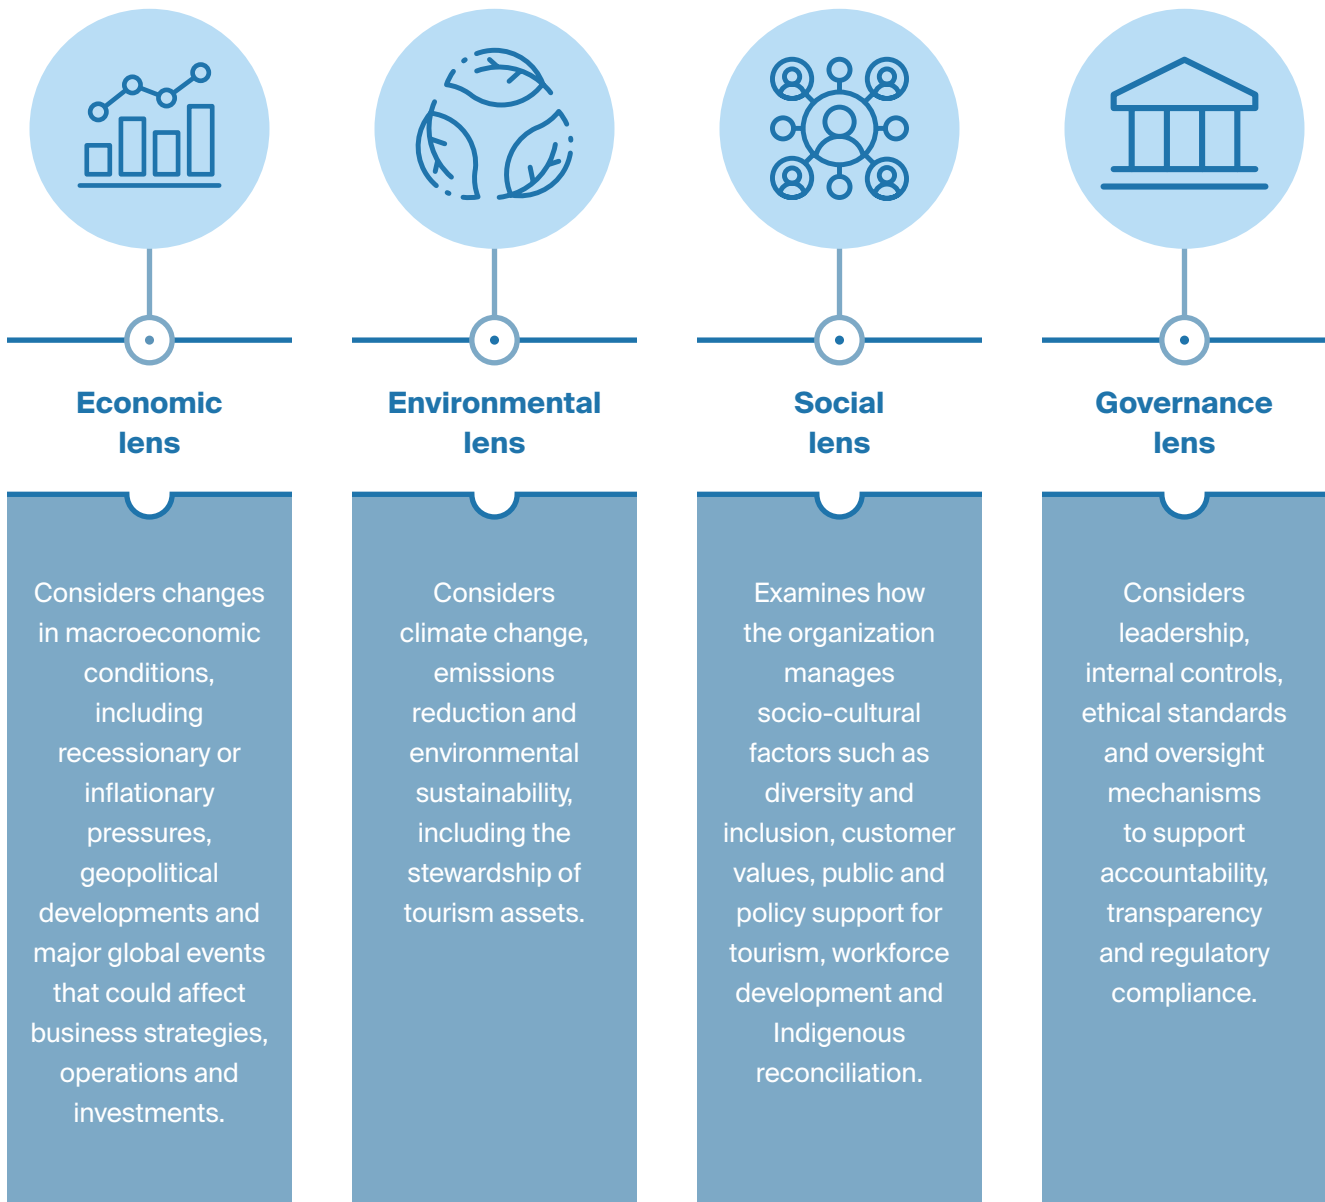 Economic
lens
Considers changes
in macroeconomic
conditions,
including
recessionary or
inflationary
pressures,
geopolitical
developments and
major global events
that could affect
business strategies,
operations and
investments.
Environmental
lens
Considers
climate change,
emissions
reduction and
environmental
sustainability,
including the
stewardship of
tourism assets.
Social
lens
Examines how
the organization
manages
socio-cultural
factors such as
diversity and
inclusion, customer
values, public and
policy support for
tourism, workforce
development and
Indigenous
reconciliation.
Governance
lens
Considers
leadership,
internal controls,
ethical standards
and oversight
mechanisms
to support
accountability,
transparency
and regulatory
compliance.